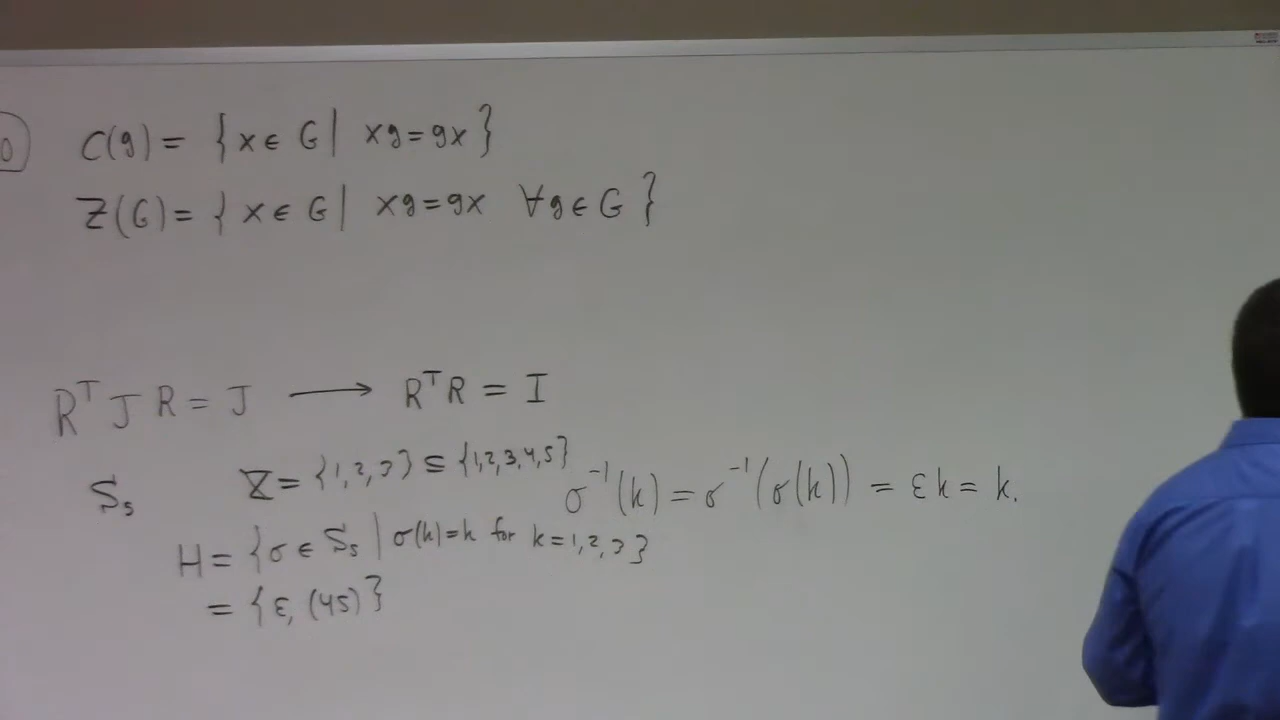 0
C(g) = { x ∈ G | xg = gx }
Z(G) = { x ∈ G | xg = gx ∀g ∈ G }
Rᵀ J R = J ⟶ Rᵀ R = I
S₅ Z = {1, 2, 3} ⊆ {1,2,3,4,5} σ⁻¹(k) = σ⁻¹(σ(k)) = εk = k.
H = { σ ∈ S₅ | σ(k) = k for k = 1, 2, 3 }
= { ε, (45) }